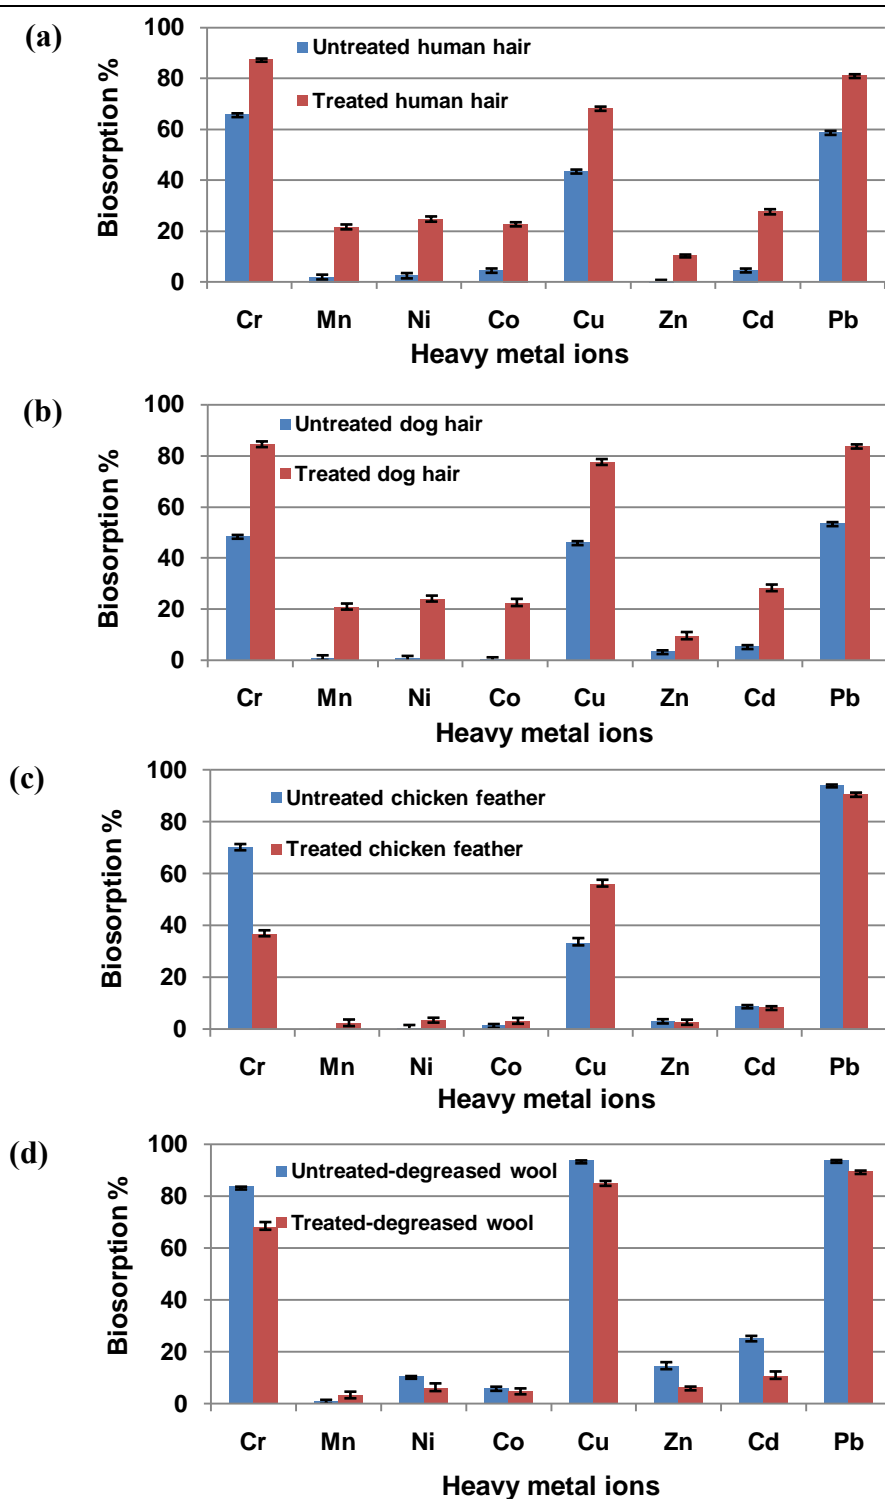 (a)
100
80
60
40
20
0
Biosorption %
Untreated human hair
Treated human hair
Cr Mn Ni Co Cu Zn Cd Pb
Heavy metal ions
(b)
100
80
60
40
20
0
Biosorption %
Untreated dog hair
Treated dog hair
Cr Mn Ni Co Cu Zn Cd Pb
Heavy metal ions
(c)
100
80
60
40
20
0
Biosorption %
Untreated chicken feather
Treated chicken feather
Cr Mn Ni Co Cu Zn Cd Pb
Heavy metal ions
(d)
100
80
60
40
20
0
Biosorption %
Untreated-degreased wool
Treated-degreased wool
Cr Mn Ni Co Cu Zn Cd Pb
Heavy metal ions